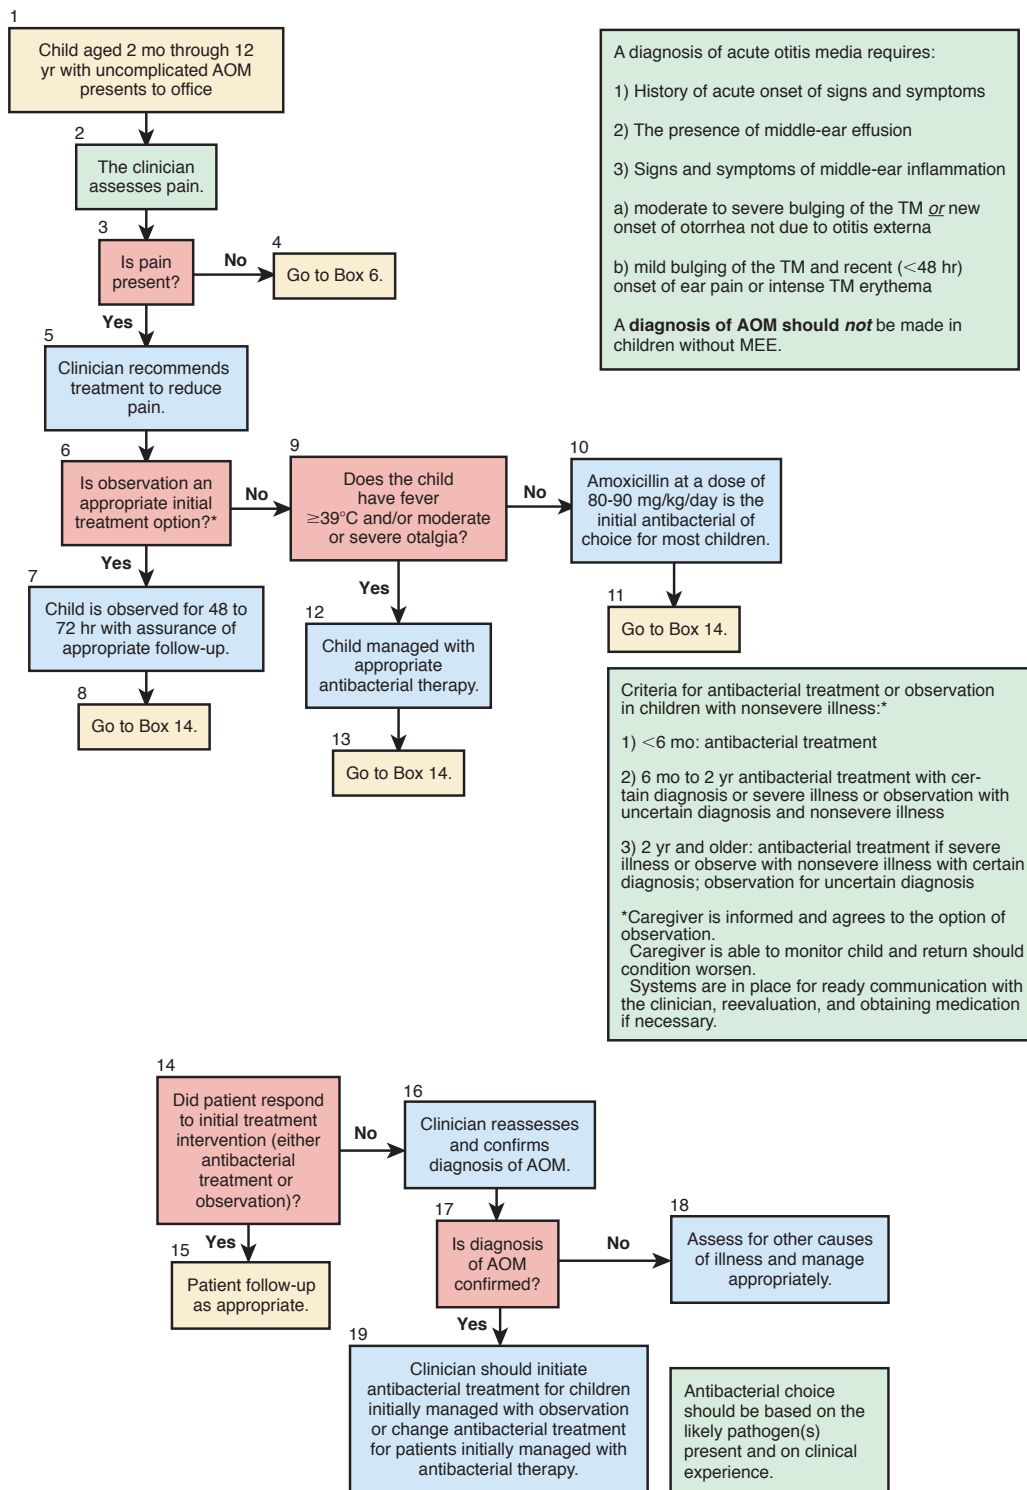 1
Child aged 2 mo through 12
yr with uncomplicated AOM
presents to office
2
The clinician
assesses pain.
3
Is pain
present?
No
4
Go to Box 6.
Yes
5
Clinician recommends
treatment to reduce
pain.
6
Is observation an
appropriate initial
treatment option?*
No
Yes
7
Child is observed for 48 to
72 hr with assurance of
appropriate follow-up.
8
Go to Box 14.
9
Does the child
have fever
≥39°C and/or moderate
or severe otalgia?
No
Yes
10
Amoxicillin at a dose of
80-90 mg/kg/day is the
initial antibacterial of
choice for most children.
11
Go to Box 14.
12
Child managed with
appropriate
antibacterial therapy.
13
Go to Box 14.
A diagnosis of acute otitis media requires:
1) History of acute onset of signs and symptoms
2) The presence of middle-ear effusion
3) Signs and symptoms of middle-ear inflammation
a) moderate to severe bulging of the TM or new
onset of otorrhea not due to otitis externa
b) mild bulging of the TM and recent (<48 hr)
onset of ear pain or intense TM erythema
A diagnosis of AOM should not be made in
children without MEE.
Criteria for antibacterial treatment or observation
in children with nonsevere illness:*
1) <6 mo: antibacterial treatment
2) 6 mo to 2 yr antibacterial treatment with cer-
tain diagnosis or severe illness or observation with
uncertain diagnosis and nonsevere illness
3) 2 yr and older: antibacterial treatment if severe
illness or observe with nonsevere illness with certain
diagnosis; observation for uncertain diagnosis
*Caregiver is informed and agrees to the option of
observation.
Caregiver is able to monitor child and return should
condition worsen.
Systems are in place for ready communication with
the clinician, reevaluation, and obtaining medication
if necessary.
14
Did patient respond
to initial treatment
intervention (either
antibacterial
treatment or
observation)?
No
Yes
15
Patient follow-up
as appropriate.
16
Clinician reassesses
and confirms
diagnosis of AOM.
17
Is diagnosis
of AOM
confirmed?
No
Yes
18
Assess for other causes
of illness and manage
appropriately.
19
Clinician should initiate
antibacterial treatment for children
initially managed with observation
or change antibacterial treatment
for patients initially managed with
antibacterial therapy.
Antibacterial choice
should be based on the
likely pathogen(s)
present and on clinical
experience.